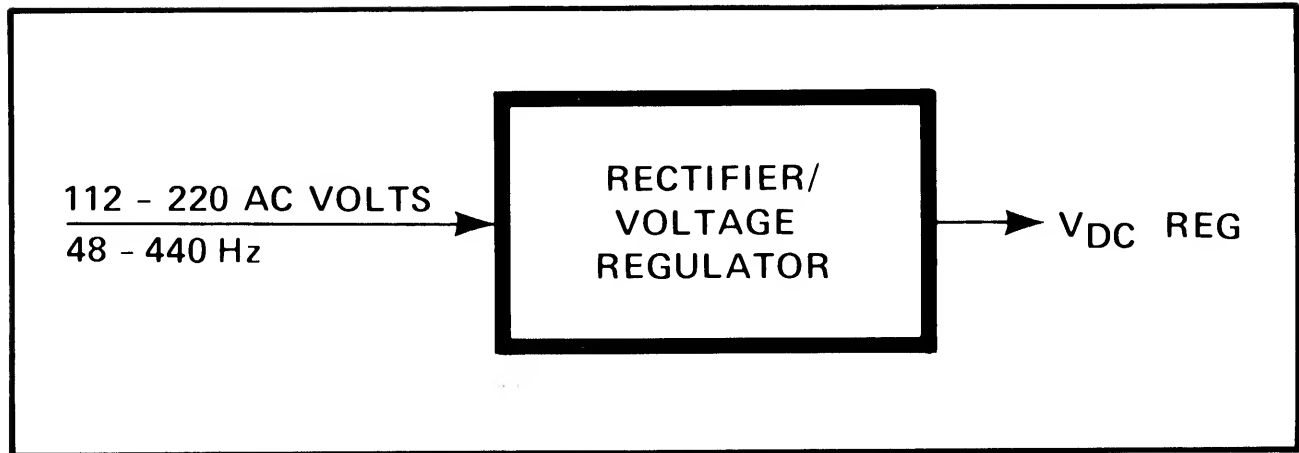 112 - 220 AC VOLTS
48 - 440 Hz
RECTIFIER/
VOLTAGE
REGULATOR
VDC REG